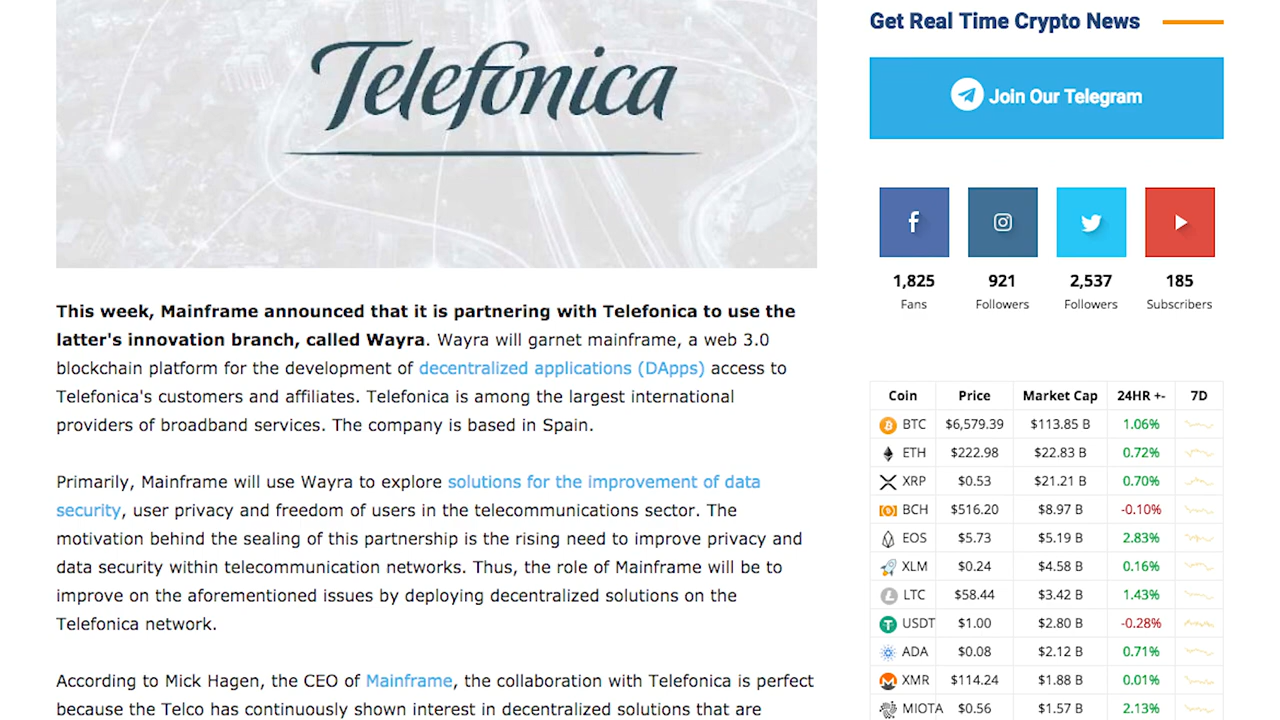 Telefonica
This week, Mainframe announced that it is partnering with Telefonica to use the
latter's innovation branch, called Wayra. Wayra will garnet mainframe, a web 3.0
blockchain platform for the development of decentralized applications (DApps) access to
Telefonica's customers and affiliates. Telefonica is among the largest international
providers of broadband services. The company is based in Spain.
Primarily, Mainframe will use Wayra to explore solutions for the improvement of data
security, user privacy and freedom of users in the telecommunications sector. The
motivation behind the sealing of this partnership is the rising need to improve privacy and
data security within telecommunication networks. Thus, the role of Mainframe will be to
improve on the aforementioned issues by deploying decentralized solutions on the
Telefonica network.
According to Mick Hagen, the CEO of Mainframe, the collaboration with Telefonica is perfect
because the Telco has continuously shown interest in decentralized solutions that are
Get Real Time Crypto News
Join Our Telegram
1,825 921 2,537 185
Fans Followers Followers Subscribers
Coin Price Market Cap 24HR +- 7D
BTC $6,579.39 $113.85 B 1.06%
ETH $222.98 $22.83 B 0.72%
XRP $0.53 $21.21 B 0.70%
BCH $516.20 $8.97 B -0.10%
EOS $5.73 $5.19 B 2.83%
XLM $0.24 $4.58 B 0.16%
LTC $58.44 $3.42 B 1.43%
USDT $1.00 $2.80 B -0.28%
ADA $0.08 $2.12 B 0.71%
XMR $114.24 $1.88 B 0.01%
MIOTA $0.56 $1.57 B 2.13%